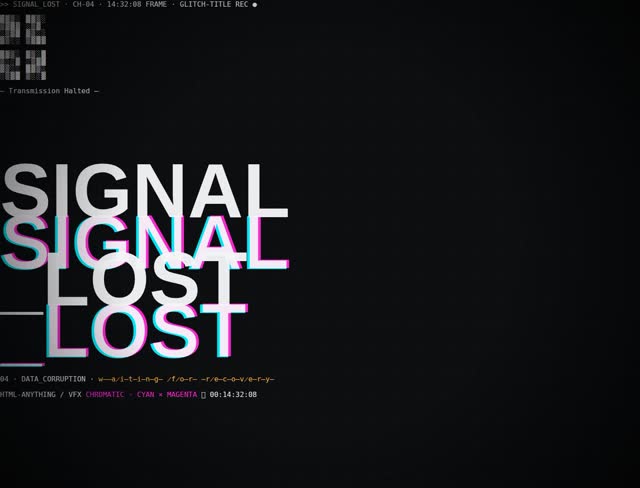 >> SIGNAL_LOST · CH-04 · 14:32:08 FRAME · GLITCH-TITLE REC ●
— Transmission Halted —
SIGNAL
SIGNAL
LOST
_LOST
04 · DATA_CORRUPTION · w̶a̶i̶t̶i̶n̶g̶ ̶f̶o̶r̶ ̶r̶e̶c̶o̶v̶e̶r̶y̶
HTML-ANYTHING / VFX CHROMATIC · CYAN × MAGENTA 00:14:32:08